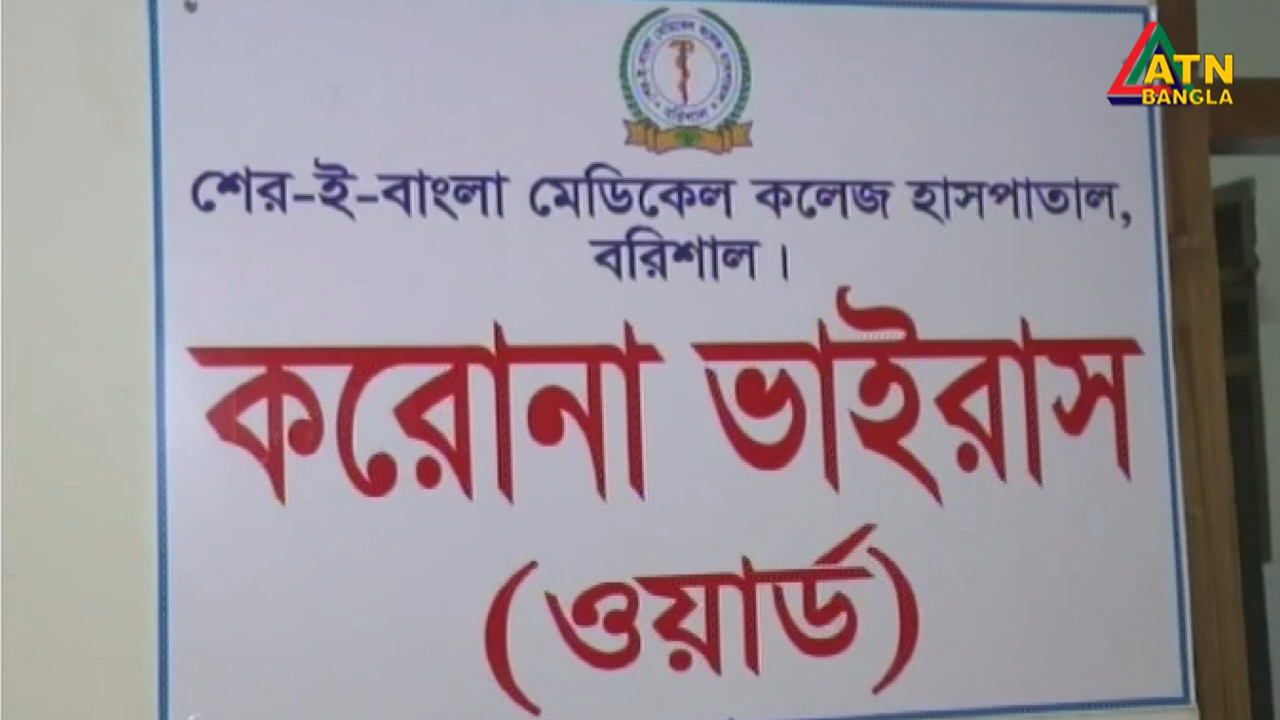 ATN
BANGLA
শের-ই-বাংলা মেডিকেল কলেজ হাসপাতাল,
বরিশাল।
করোনা ভাইরাস
(ওয়ার্ড)